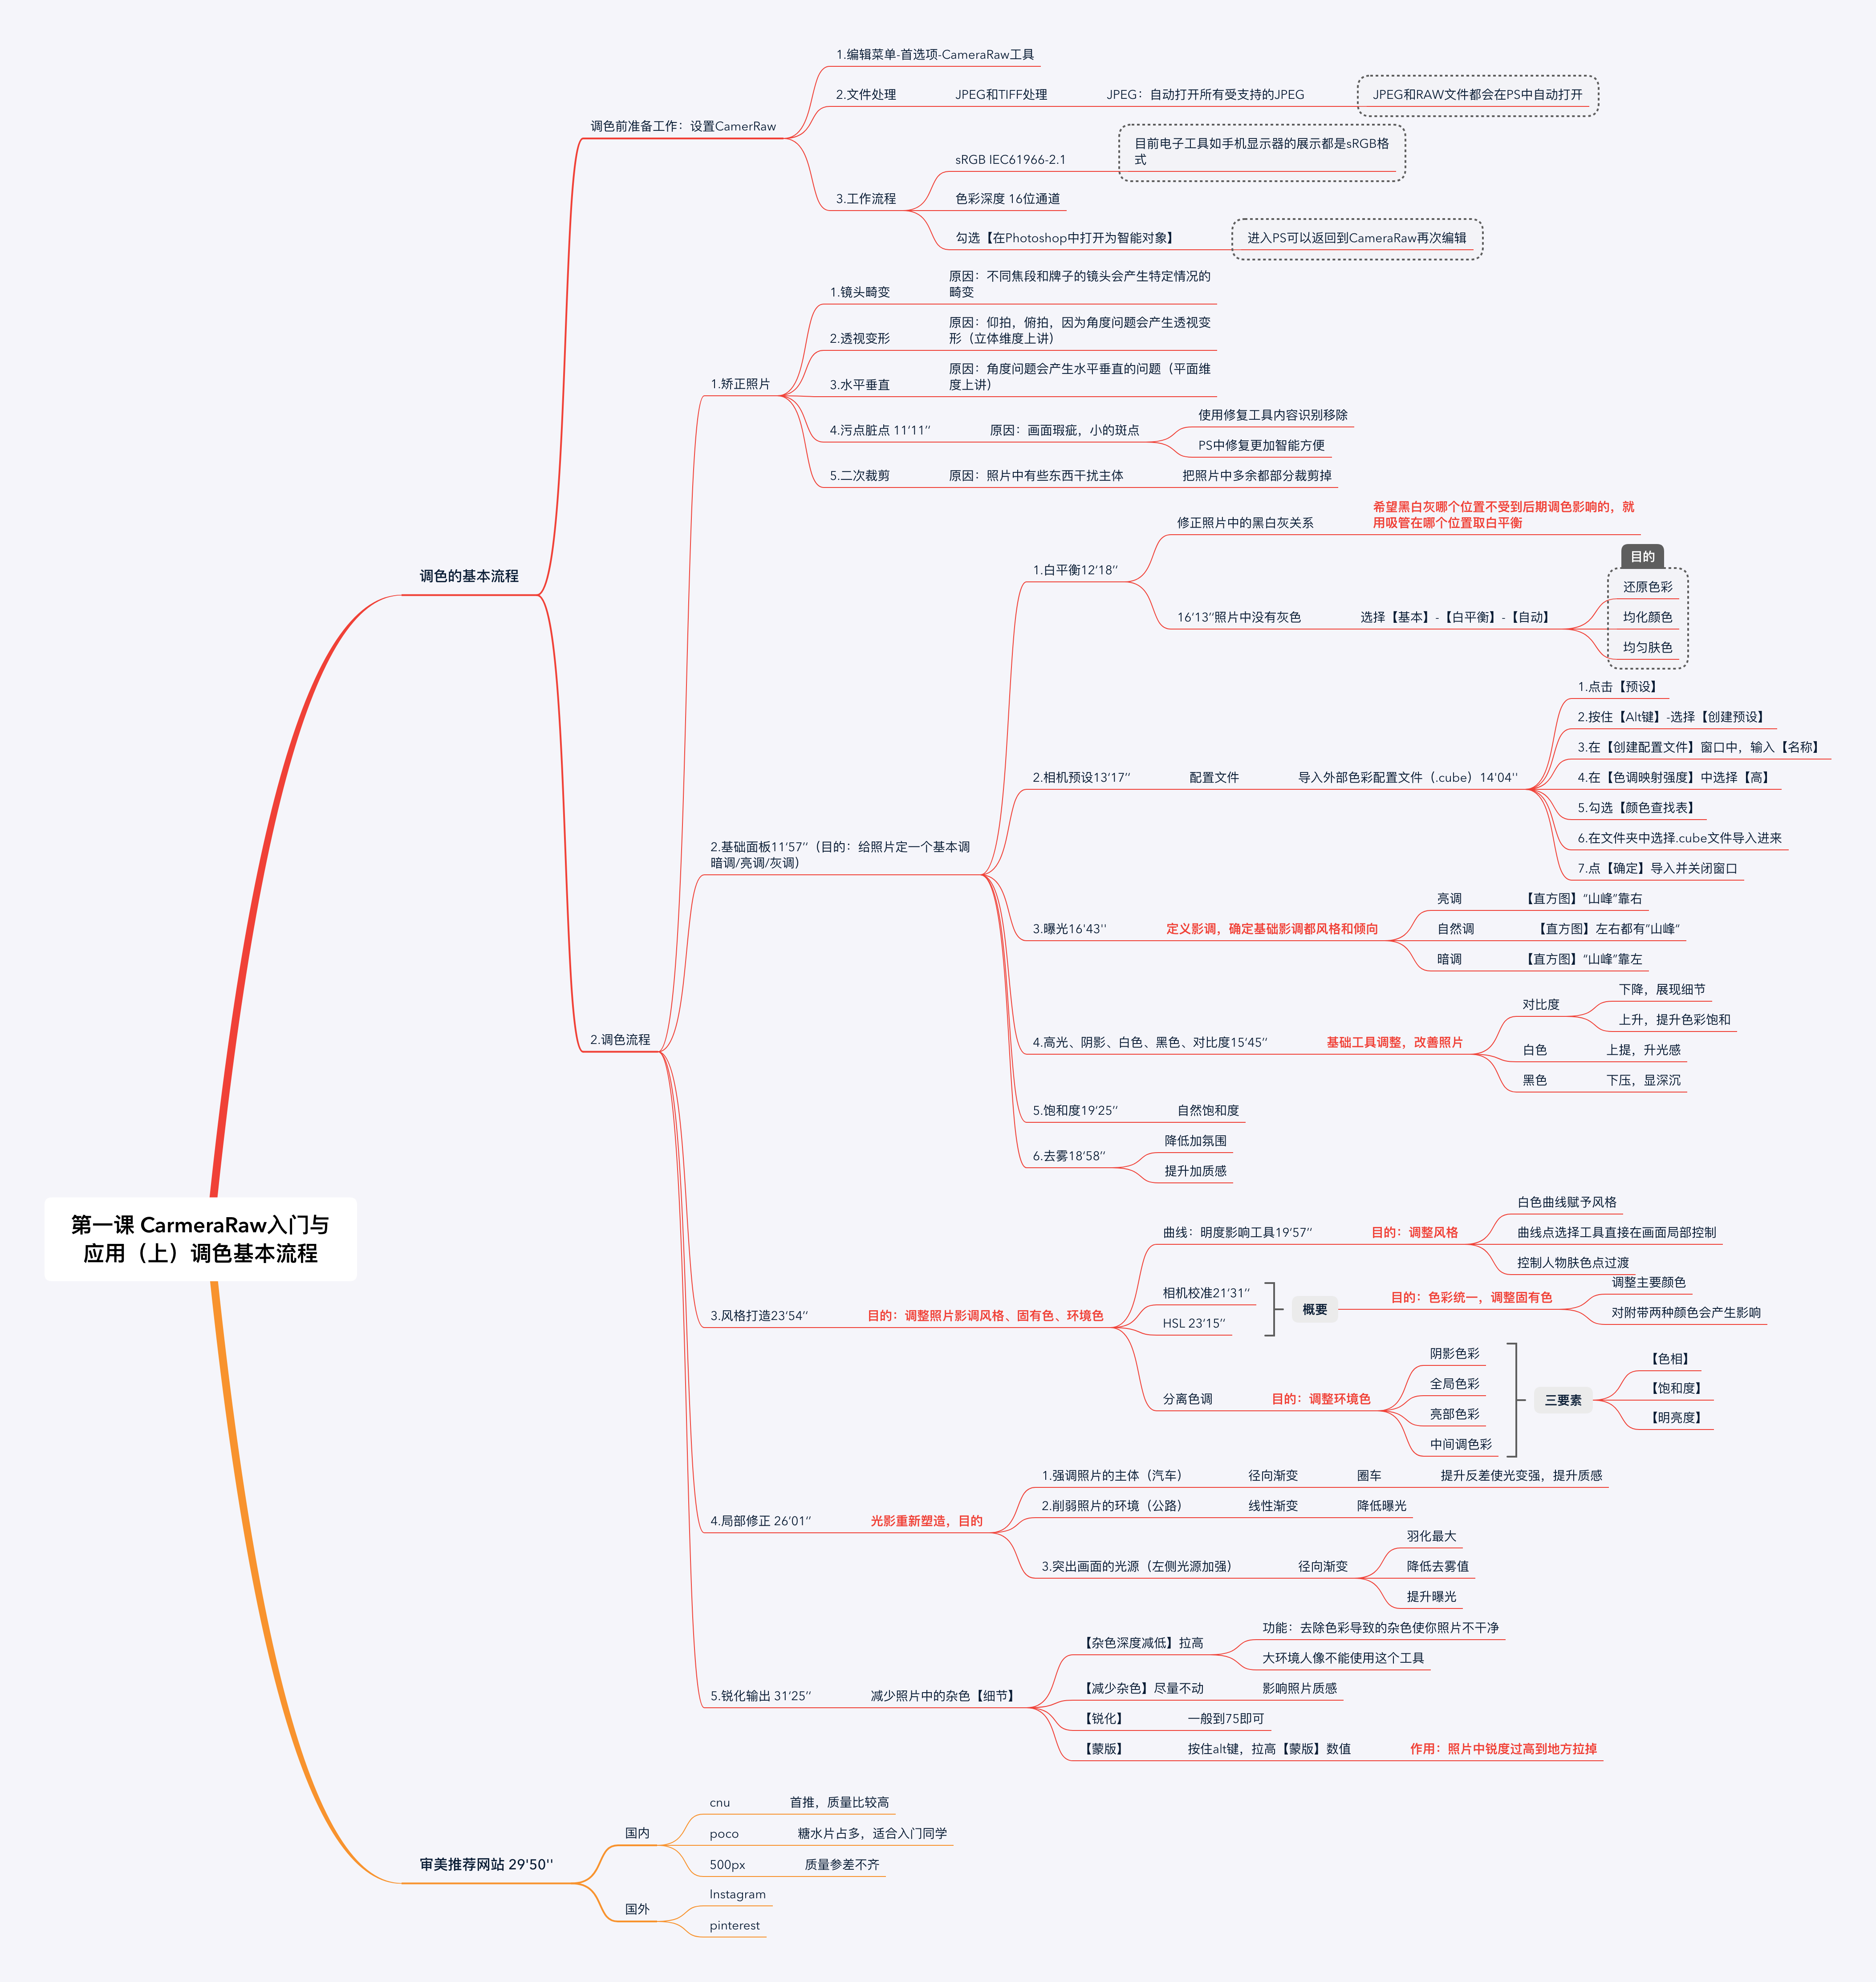 第一课 CarmeraRaw入门与
应用（上）调色基本流程
调色的基本流程
调色前准备工作：设置CamerRaw
1.编辑菜单-首选项-CameraRaw工具
2.文件处理
JPEG和TIFF处理
JPEG：自动打开所有受支持的JPEG
JPEG和RAW文件都会在PS中自动打开
3.工作流程
sRGB IEC61966-2.1
目前电子工具如手机显示器的展示都是sRGB格
式
色彩深度 16位通道
勾选【在Photoshop中打开为智能对象】
进入PS可以返回到CameraRaw再次编辑
2.调色流程
1.矫正照片
1.镜头畸变
原因：不同焦段和牌子的镜头会产生特定情况的
畸变
2.透视变形
原因：仰拍，俯拍，因为角度问题会产生透视变
形（立体维度上讲）
3.水平垂直
原因：角度问题会产生水平垂直的问题（平面维
度上讲）
4.污点脏点 11‘11‘’
原因：画面瑕疵，小的斑点
使用修复工具内容识别移除
PS中修复更加智能方便
5.二次裁剪
原因：照片中有些东西干扰主体
把照片中多余都部分裁剪掉
2.基础面板11‘57‘’（目的：给照片定一个基本调
暗调/亮调/灰调）
1.白平衡12‘18‘’
修正照片中的黑白灰关系
希望黑白灰哪个位置不受到后期调色影响的，就
用吸管在哪个位置取白平衡
16‘13‘’照片中没有灰色
选择【基本】-【白平衡】-【自动】
目的
还原色彩
均化颜色
均匀肤色
2.相机预设13‘17‘’
配置文件
导入外部色彩配置文件（.cube）14'04''
1.点击【预设】
2.按住【Alt键】-选择【创建预设】
3.在【创建配置文件】窗口中，输入【名称】
4.在【色调映射强度】中选择【高】
5.勾选【颜色查找表】
6.在文件夹中选择.cube文件导入进来
7.点【确定】导入并关闭窗口
3.曝光16'43''
定义影调，确定基础影调都风格和倾向
亮调
【直方图】“山峰”靠右
自然调
【直方图】左右都有“山峰“
暗调
【直方图】“山峰”靠左
4.高光、阴影、白色、黑色、对比度15‘45‘’
基础工具调整，改善照片
对比度
下降，展现细节
上升，提升色彩饱和
白色
上提，升光感
黑色
下压，显深沉
5.饱和度19‘25‘’
自然饱和度
6.去雾18‘58‘’
降低加氛围
提升加质感
3.风格打造23‘54‘’
目的：调整照片影调风格、固有色、环境色
曲线：明度影响工具19‘57‘’
目的：调整风格
白色曲线赋予风格
曲线点选择工具直接在画面局部控制
控制人物肤色点过渡
相机校准21‘31‘’
HSL 23‘15‘’
概要
目的：色彩统一，调整固有色
调整主要颜色
对附带两种颜色会产生影响
分离色调
目的：调整环境色
阴影色彩
全局色彩
亮部色彩
中间调色彩
三要素
【色相】
【饱和度】
【明亮度】
4.局部修正 26‘01‘’
光影重新塑造，目的
1.强调照片的主体（汽车）
径向渐变
圈车
提升反差使光变强，提升质感
2.削弱照片的环境（公路）
线性渐变
降低曝光
3.突出画面的光源（左侧光源加强）
径向渐变
羽化最大
降低去雾值
提升曝光
5.锐化输出 31‘25‘’
减少照片中的杂色【细节】
【杂色深度减低】拉高
功能：去除色彩导致的杂色使你照片不干净
大环境人像不能使用这个工具
【减少杂色】尽量不动
影响照片质感
【锐化】
一般到75即可
【蒙版】
按住alt键，拉高【蒙版】数值
作用：照片中锐度过高到地方拉掉
审美推荐网站 29'50''
国内
cnu
首推，质量比较高
poco
糖水片占多，适合入门同学
500px
质量参差不齐
国外
Instagram
pinterest